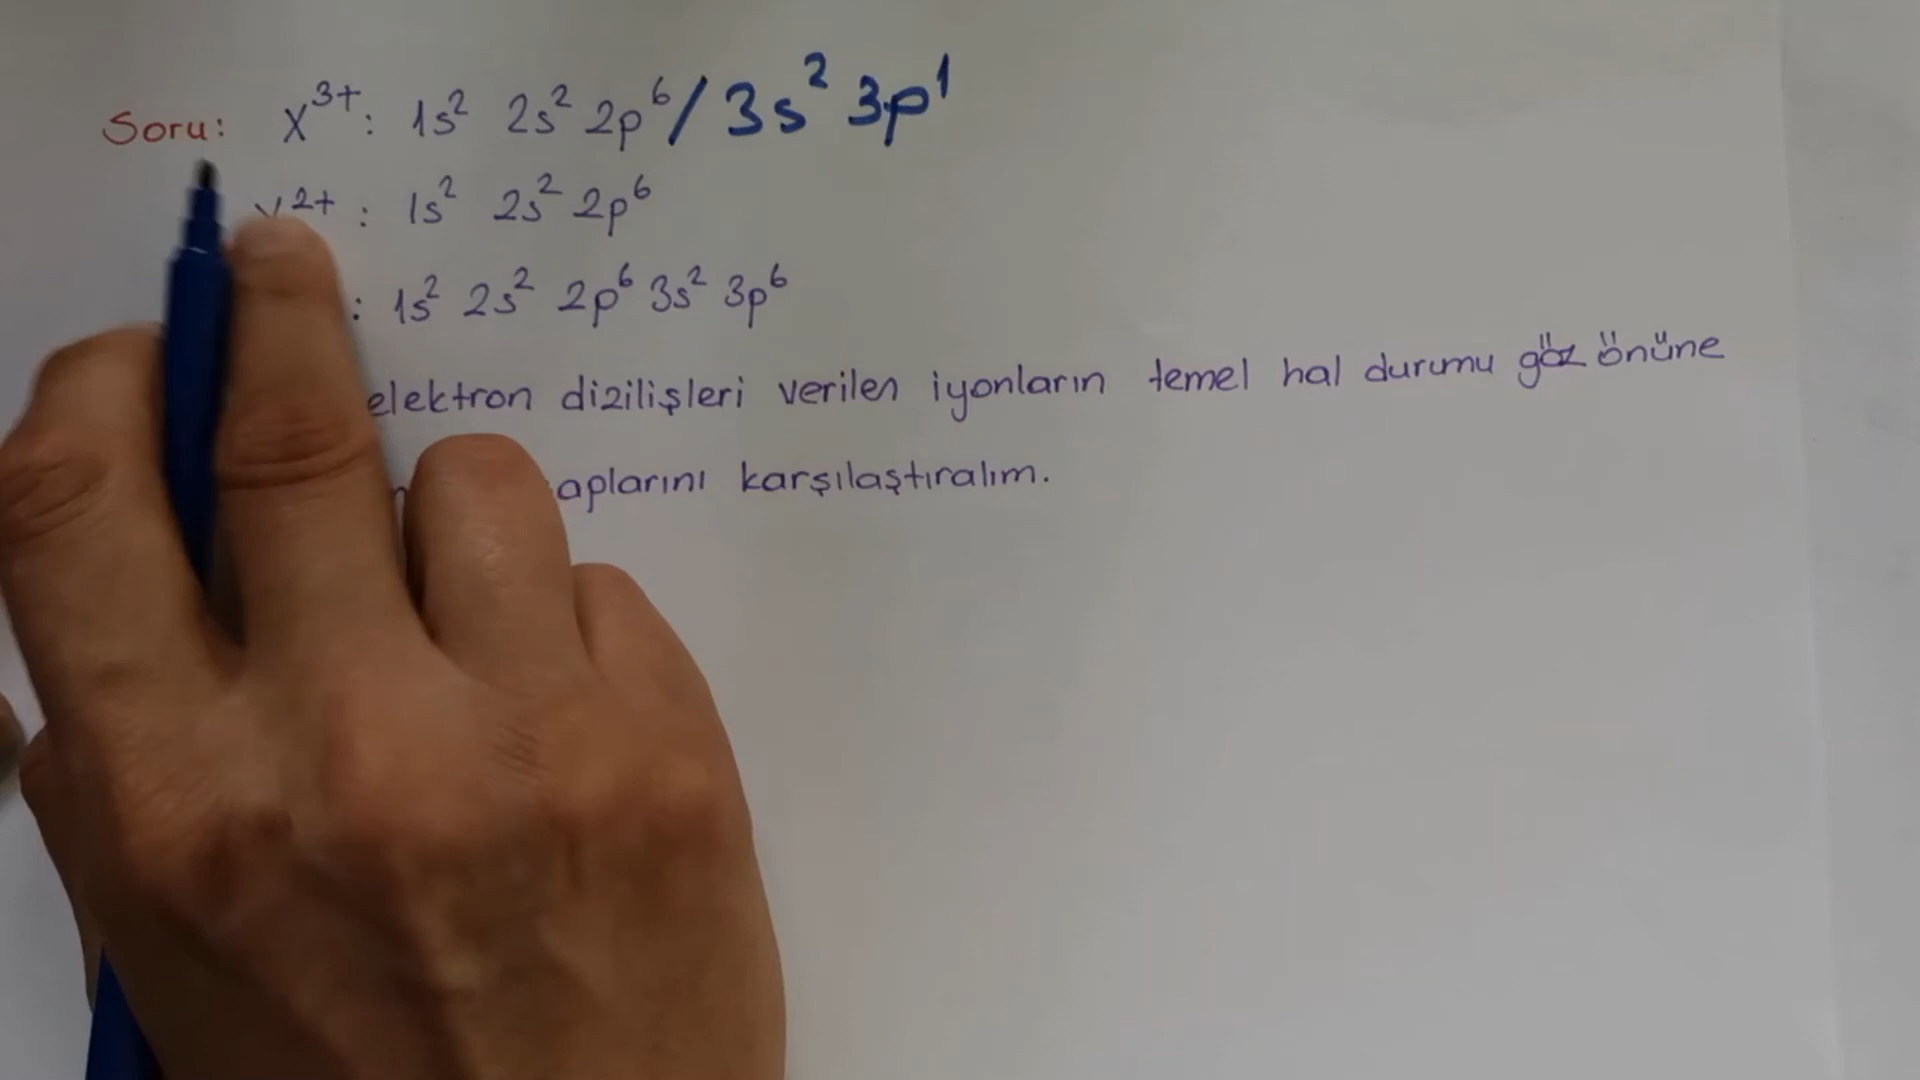 Soru: X³⁺: 1s² 2s² 2p⁶/3s² 3p¹
²⁺ : 1s² 2s² 2p⁶
: 1s² 2s² 2p⁶ 3s² 3p⁶
elektron dizilişleri verilen iyonların temel hal durumu göz önüne
karşılaştıralım.